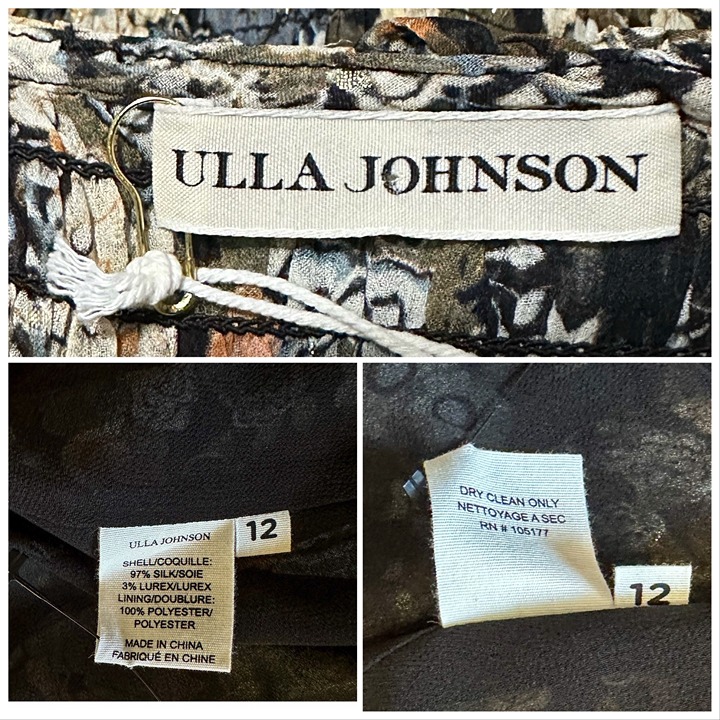 ULLA JOHNSON
ULLA JOHNSON
SHELL/COQUILLE:
97% SILK/SOIE
3% LUREX/LUREX
LINING/DOUBLURE:
100% POLYESTER/
POLYESTER
MADE IN CHINA
FABRIQUÉ EN CHINE
12
DRY CLEAN ONLY
NETTOYAGE A SEC
RN # 105177
12